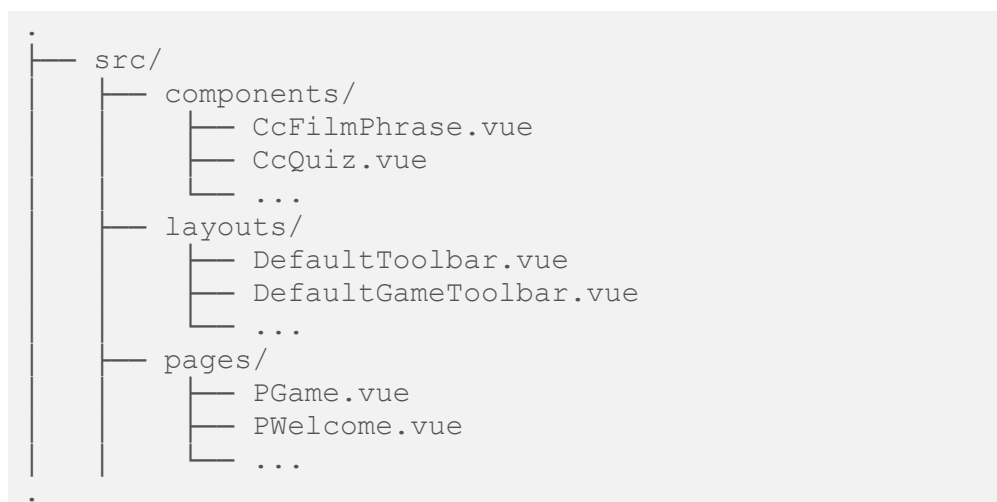 .
├── src/
│   ├── components/
│   │   ├── CcFilmPhrase.vue
│   │   ├── CcQuiz.vue
│   │   └── ...
│   ├── layouts/
│   │   ├── DefaultToolbar.vue
│   │   ├── DefaultGameToolbar.vue
│   │   └── ...
│   ├── pages/
│   │   ├── PGame.vue
│   │   ├── PWelcome.vue
│   │   └── ...
.